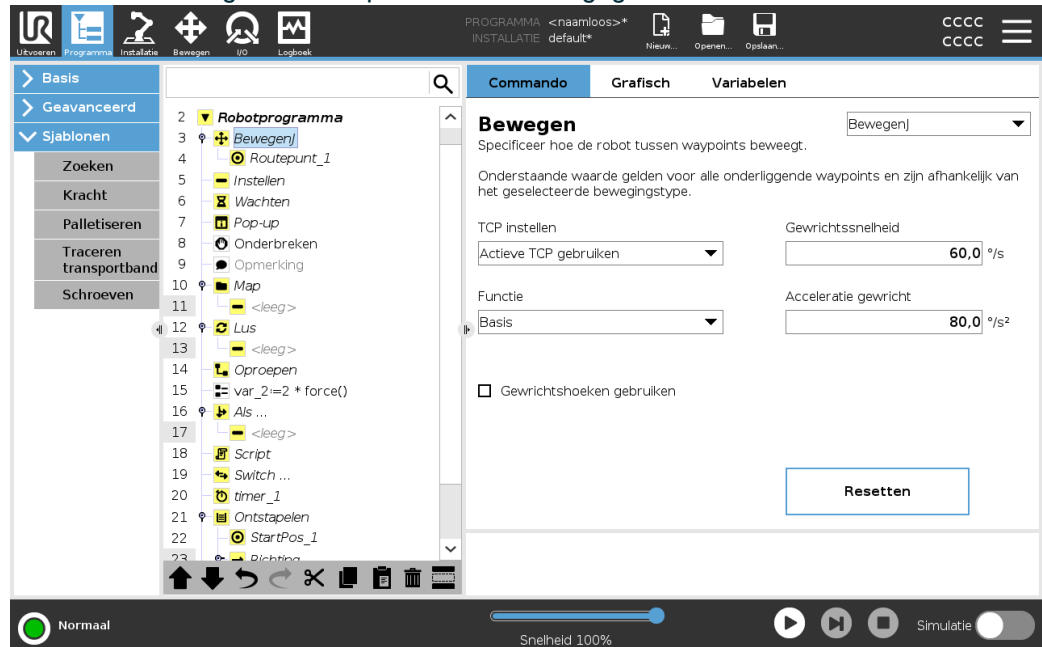 PROGRAMMA <naamloos>*
INSTALLATIE default*
Uitvoeren
Programma
Installatie
Bewegen
I/O
Logboek
Nieuw...
Openen...
Opslaan...
CCCC
CCCC
Basis
Geavanceerd
Sjablonen
Zoeken
Kracht
Palletiseren
Traceren
transportband
Schroeven
2 Robotprogramma
3 BewegenJ
4 Routepunt_1
5 Instellen
6 Wachten
7 Pop-up
8 Onderbreken
9 Opmerking
10 Map
11 <leeg>
12 Lus
13 <leeg>
14 Oproepen
15 var_2:=2 * force()
16 Als ...
17 <leeg>
18 Script
19 Switch ...
20 timer_1
21 Ontstapelen
22 StartPos_1
23 Richting
Commando
Grafisch
Variabelen
Bewegen
BewegenJ
Specificeer hoe de robot tussen waypoints beweegt.
Onderstaande waarde gelden voor alle onderliggende waypoints en zijn afhankelijk van
het geselecteerde bewegingstype.
TCP instellen
Gewrichtssnelheid
Actieve TCP gebruiken
60,0 °/s
Functie
Acceleratie gewricht
Basis
80,0 °/s²
Gewrichtshoeken gebruiken
Resetten
Normaal
Snelheid 100%
Simulatie